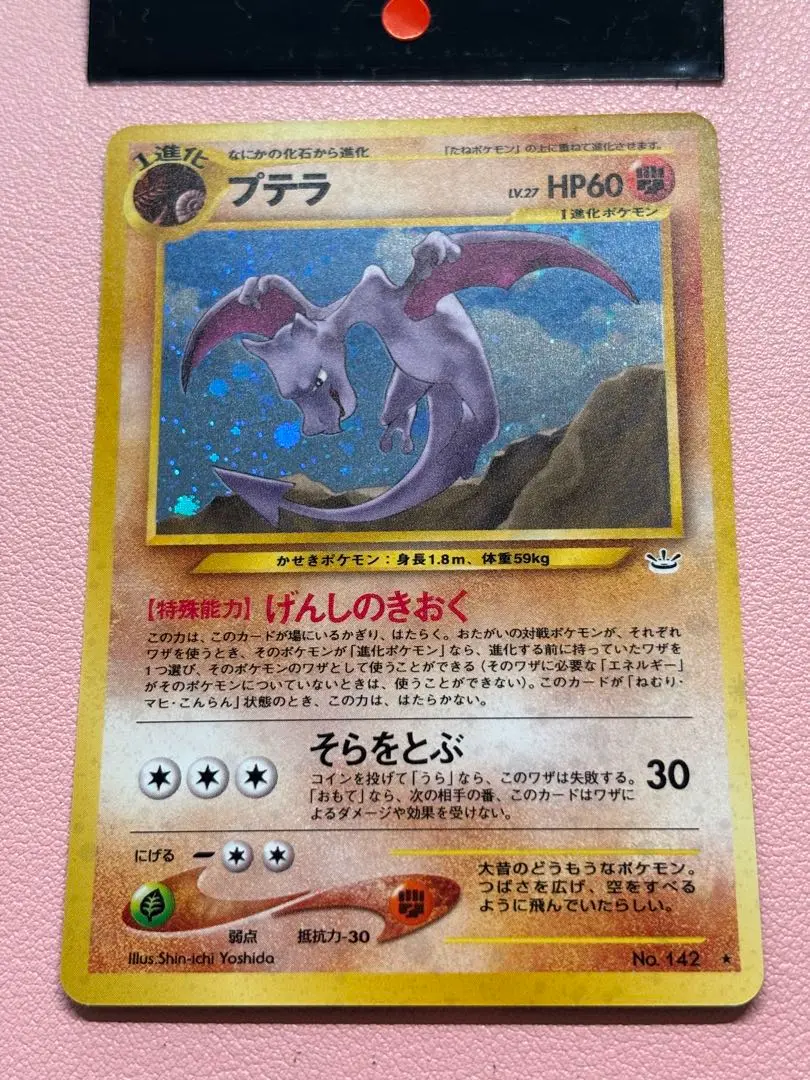 1進化
なにかの化石から進化
「たねポケモン」の上に重ねて進化させます。
プテラ
LV.27 HP60
1進化ポケモン
かせきポケモン：身長1.8m、体重59kg
【特殊能力】げんしのきおく
この力は、このカードが場にいるかぎり、はたらく。おたがいの対戦ポケモンが、それぞれ
ワザを使うとき、そのポケモンが「進化ポケモン」なら、進化する前に持っていたワザを
1つ選び、そのポケモンのワザとして使うことができる（そのワザに必要な「エネルギー」
がそのポケモンについていないときは、使うことができない）。このカードが「ねむり・
マヒ・こんらん」状態のとき、この力は、はたらかない。
そらをとぶ
コインを投げて「うら」なら、このワザは失敗する。
「おもて」なら、次の相手の番、このカードはワザに
よるダメージや効果を受けない。
30
にげる
弱点
抵抗力-30
大昔のどうもうなポケモン。
つばさを広げ、空をすべる
ように飛んでいたらしい。
Illus.Shin-ichi Yoshida
No. 142 ★